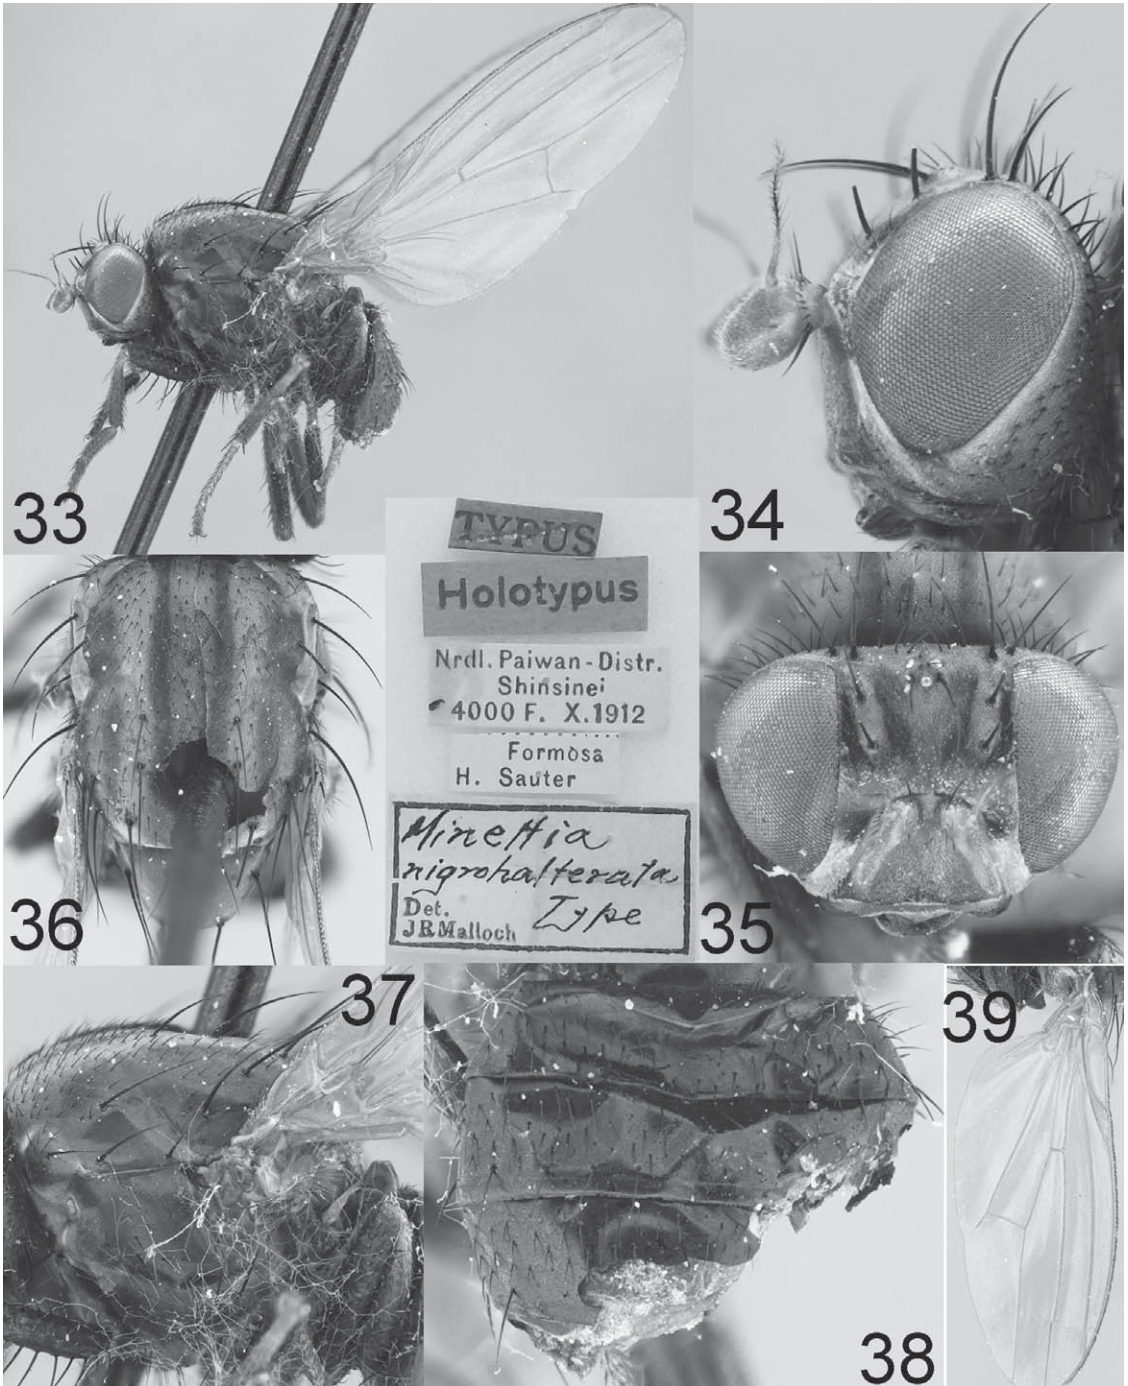 33
34
TYPUS
Holotypus
Nrdl. Paiwan-Distr.
Shinsinei
4000 F. X.1912
Formosa
H. Sauter
Minettia
nigrohalterata
Type
Det.
JRMalloch
36
35
37
38
39